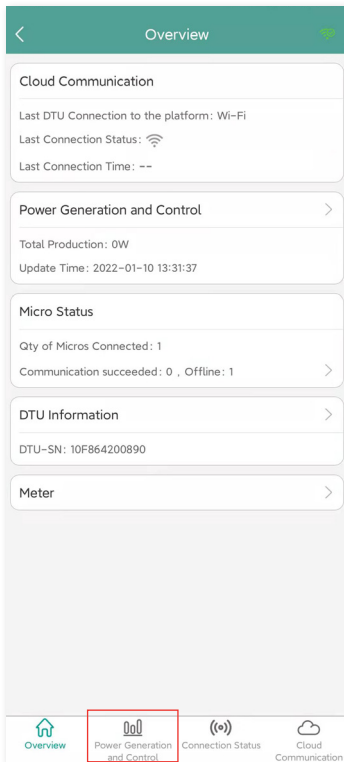 Overview
Cloud Communication
Last DTU Connection to the platform: Wi-Fi
Last Connection Status:
Last Connection Time: --
Power Generation and Control
Total Production: 0W
Update Time: 2022-01-10 13:31:37
Micro Status
Qty of Micros Connected: 1
Communication succeeded: 0 , Offline: 1
DTU Information
DTU-SN: 10F864200890
Meter
Overview
Power Generation
and Control
Connection Status
Cloud
Communication